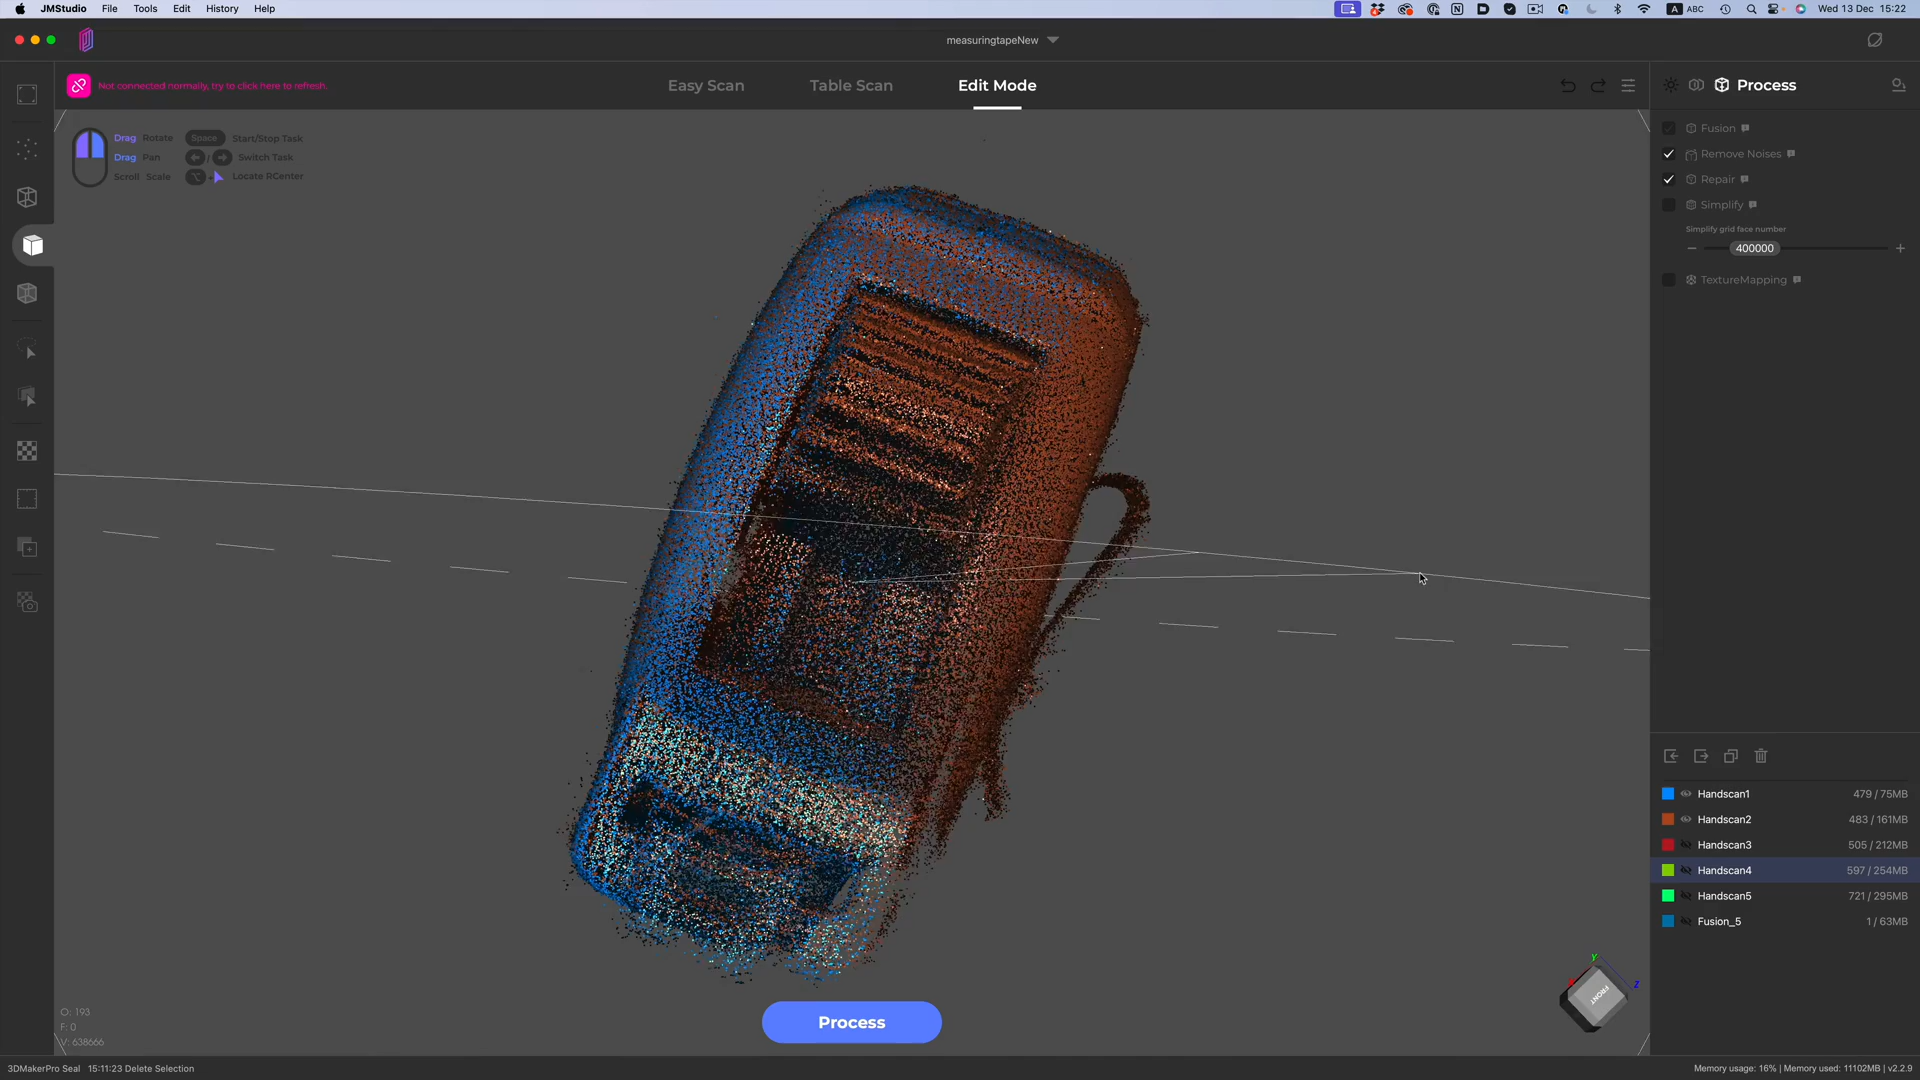 JMStudio File Tools Edit History Help
A ABC Wed 13 Dec 15:22
measuringtapeNew
Not connected normally, try to click here to refresh.
Easy Scan Table Scan Edit Mode
Process
Drag Rotate Space Start/Stop Task
Drag Pan / Switch Task
Scroll Scale Locate RCenter
Fusion
Remove Noises
Repair
Simplify
Simplify grid face number
− 400000 +
TextureMapping
Handscan1 479 / 75MB
Handscan2 483 / 161MB
Handscan3 505 / 212MB
Handscan4 597 / 254MB
Handscan5 721 / 295MB
Fusion_5 1 / 63MB
Y
Z
FRONT
O: 193
F: 0
V: 638666
Process
3DMakerPro Seal 15:11:23 Delete Selection
Memory usage: 16% | Memory used: 11102MB | v2.2.9